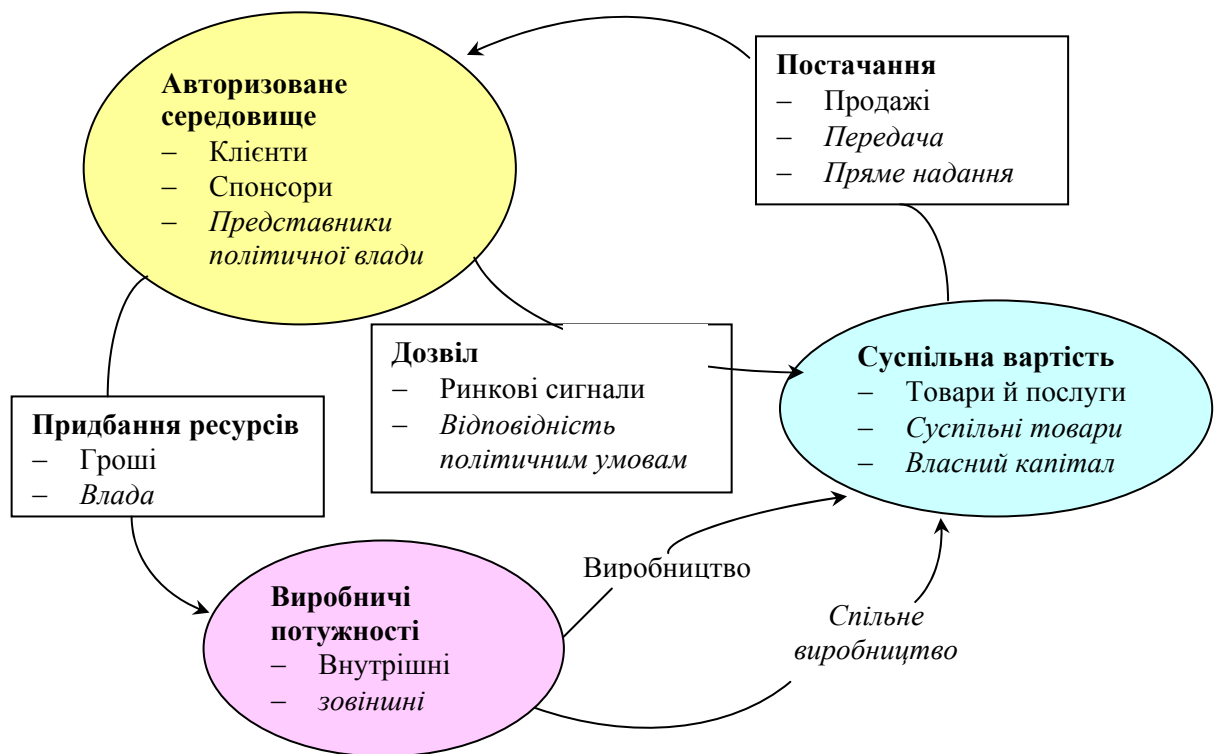 Авторизоване
середовище
– Клієнти
– Спонсори
– Представники
політичної влади
Постачання
– Продажі
– Передача
– Пряме надання
Дозвіл
– Ринкові сигнали
– Відповідність
політичним умовам
Суспільна вартість
– Товари й послуги
– Суспільні товари
– Власний капітал
Придбання ресурсів
– Гроші
– Влада
Виробничі
потужності
– Внутрішні
– зовіншні
Виробництво
Спільне
виробництво